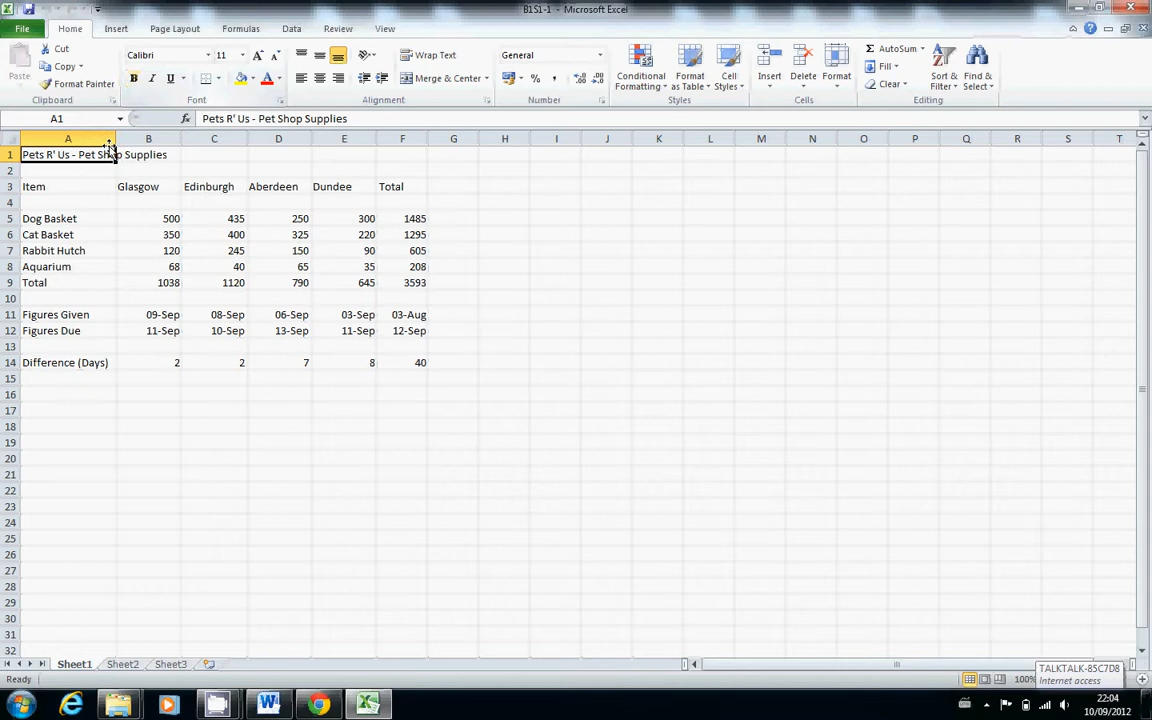 B1S1-1 - Microsoft Excel
File Home Insert Page Layout Formulas Data Review View
Cut
Copy
Format Painter
Paste
Clipboard
Calibri 11
B I U
Font
Wrap Text
Merge & Center
Alignment
General
%
Number
Conditional Formatting
Format as Table
Cell Styles
Styles
Insert Delete Format
Cells
AutoSum
Fill
Clear
Sort & Filter
Find & Select
Editing
A1 fx Pets R' Us - Pet Shop Supplies
A B C D E F G H I J K L M N O P Q R S T
1 Pets R' Us - Pet Shop Supplies
2
3 Item Glasgow Edinburgh Aberdeen Dundee Total
4
5 Dog Basket 500 435 250 300 1485
6 Cat Basket 350 400 325 220 1295
7 Rabbit Hutch 120 245 150 90 605
8 Aquarium 68 40 65 35 208
9 Total 1038 1120 790 645 3593
10
11 Figures Given 09-Sep 08-Sep 06-Sep 03-Sep 03-Aug
12 Figures Due 11-Sep 10-Sep 13-Sep 11-Sep 12-Sep
13
14 Difference (Days) 2 2 7 8 40
15
16
17
18
19
20
21
22
23
24
25
26
27
28
29
30
31
32
Sheet1 Sheet2 Sheet3
Ready
100%
TALKTALK-85C7D8
Internet access
22:04
10/09/2012